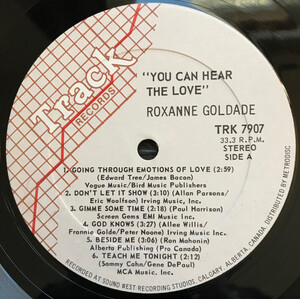 Track
RECORDS
"YOU CAN HEAR
THE LOVE"
ROXANNE GOLDADE
TRK 7907
33.3 R.P.M.
STEREO
SIDE A
1. GOING THROUGH EMOTIONS OF LOVE (2:59)
(Edward Tree/James Bacon)
Vogue Music/Bird Music Publishers
2. DON'T LET IT SHOW (3:10) (Allan Parsons/
Eric Woolfson) Irving Music, Inc.
3. GIMME SOME TIME (2:18) (Paul Harrison)
Screen Gems EMI Music Inc.
4. GOD KNOWS (3:27) (Allee Willis/
Frannie Golde/Peter Noone) Irving Music Inc.
5. BESIDE ME (3:06) (Ron Mahonin)
Alberto Publishing (Pro Canada)
6. TEACH ME TONIGHT (2:12)
(Sammy Cahn/Gene DePaul)
MCA Music Inc.
RECORDED AT SOUND WEST RECORDING STUDIOS, CALGARY, ALBERTA, CANADA. DISTRIBUTED BY METRODISC